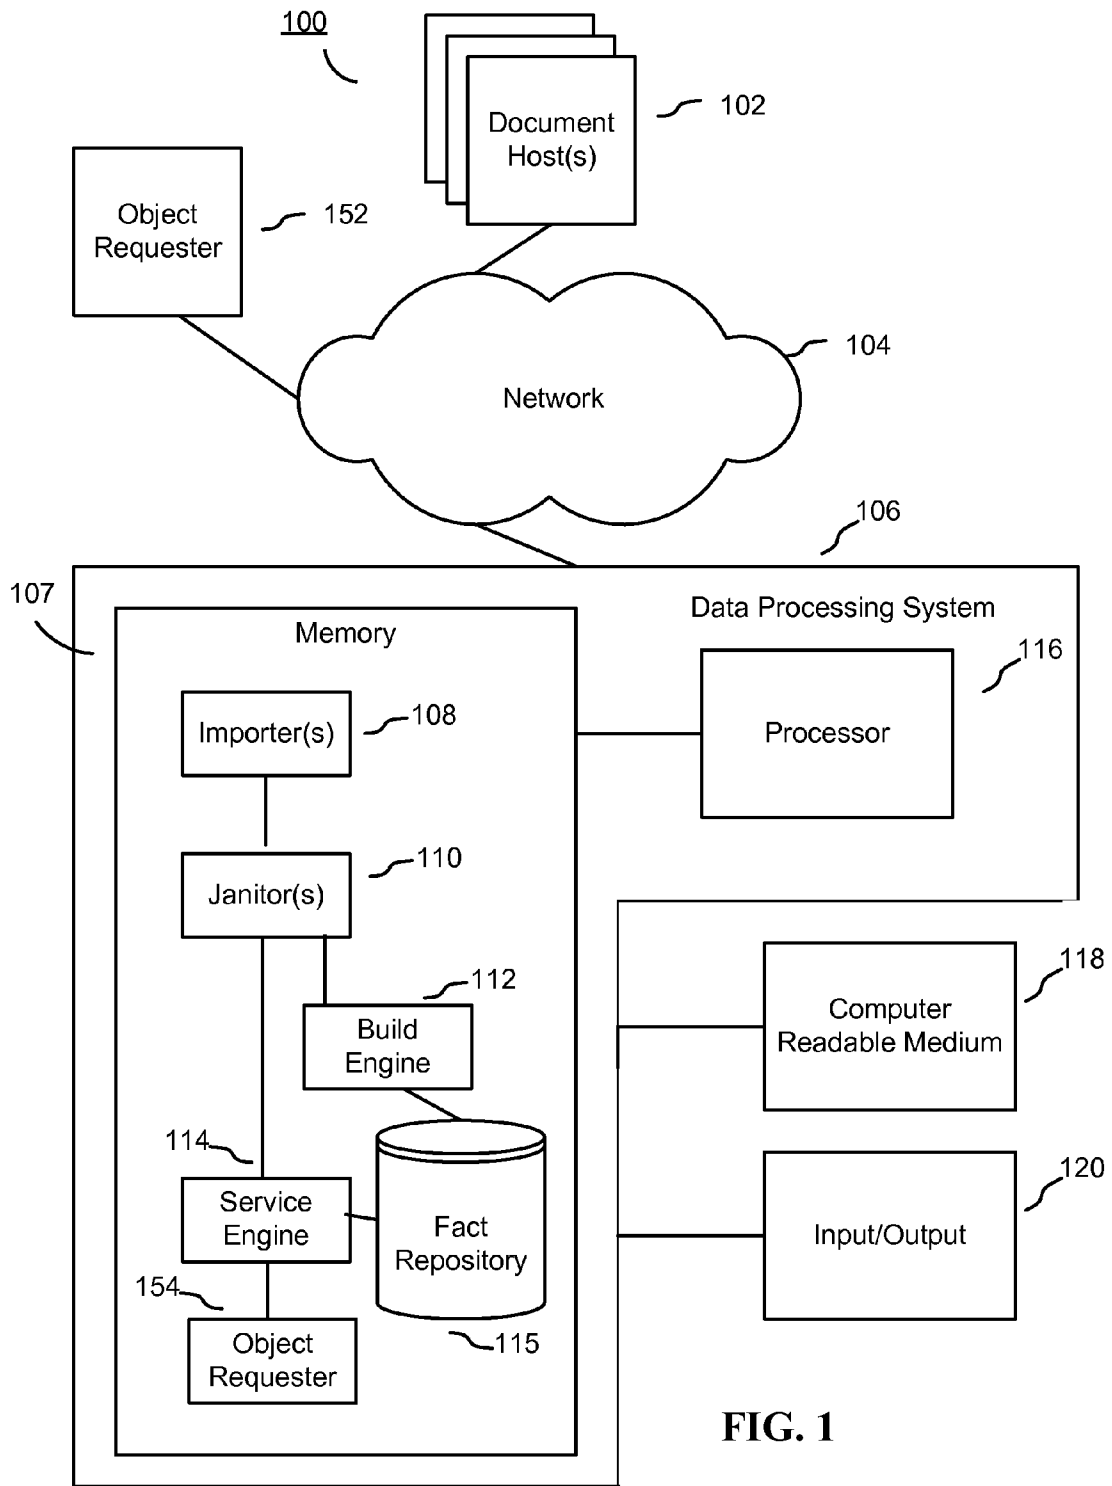 100
Document
Host(s)
102
Object
Requester
152
Network
104
106
107
Data Processing System
Memory
116
Importer(s)
108
Processor
Janitor(s)
110
112
Build
Engine
Computer
Readable Medium
118
114
Service
Engine
Fact
Repository
Input/Output
120
154
Object
Requester
115
FIG. 1